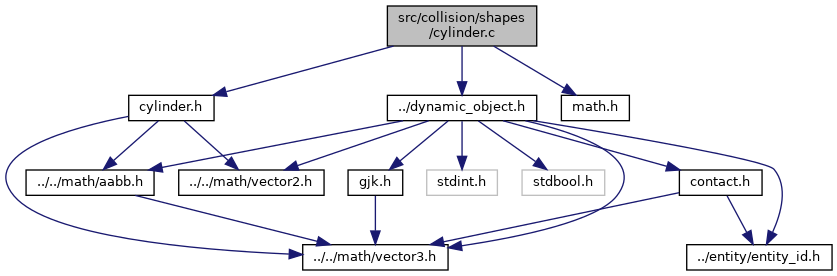 src/collision/shapes
/cylinder.c
cylinder.h
../dynamic_object.h
math.h
../../math/aabb.h
../../math/vector2.h
gjk.h
stdint.h
stdbool.h
contact.h
../../math/vector3.h
../entity/entity_id.h